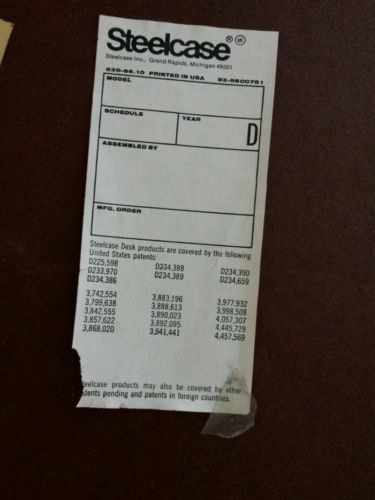 Steelcase ® MR
Steelcase Inc., Grand Rapids, Michigan 49501
630-66.10 PRINTED IN USA 93-9500751
MODEL
SCHEDULE YEAR D
ASSEMBLED BY
MFG. ORDER
Steelcase Desk products are covered by the following
United States patents:
D225,598 D234,388 D234,390
D233,970 D234,389 D234,659
D234,386
3,742,554 3,883,196 3,977,932
3,799,638 3,888,613 3,998,508
3,842,555 3,890,023 4,057,307
3,857,622 3,892,095 4,445,729
3,868,020 3,941,441 4,457,569
eelcase products may also be covered by other
tents pending and patents in foreign countries.